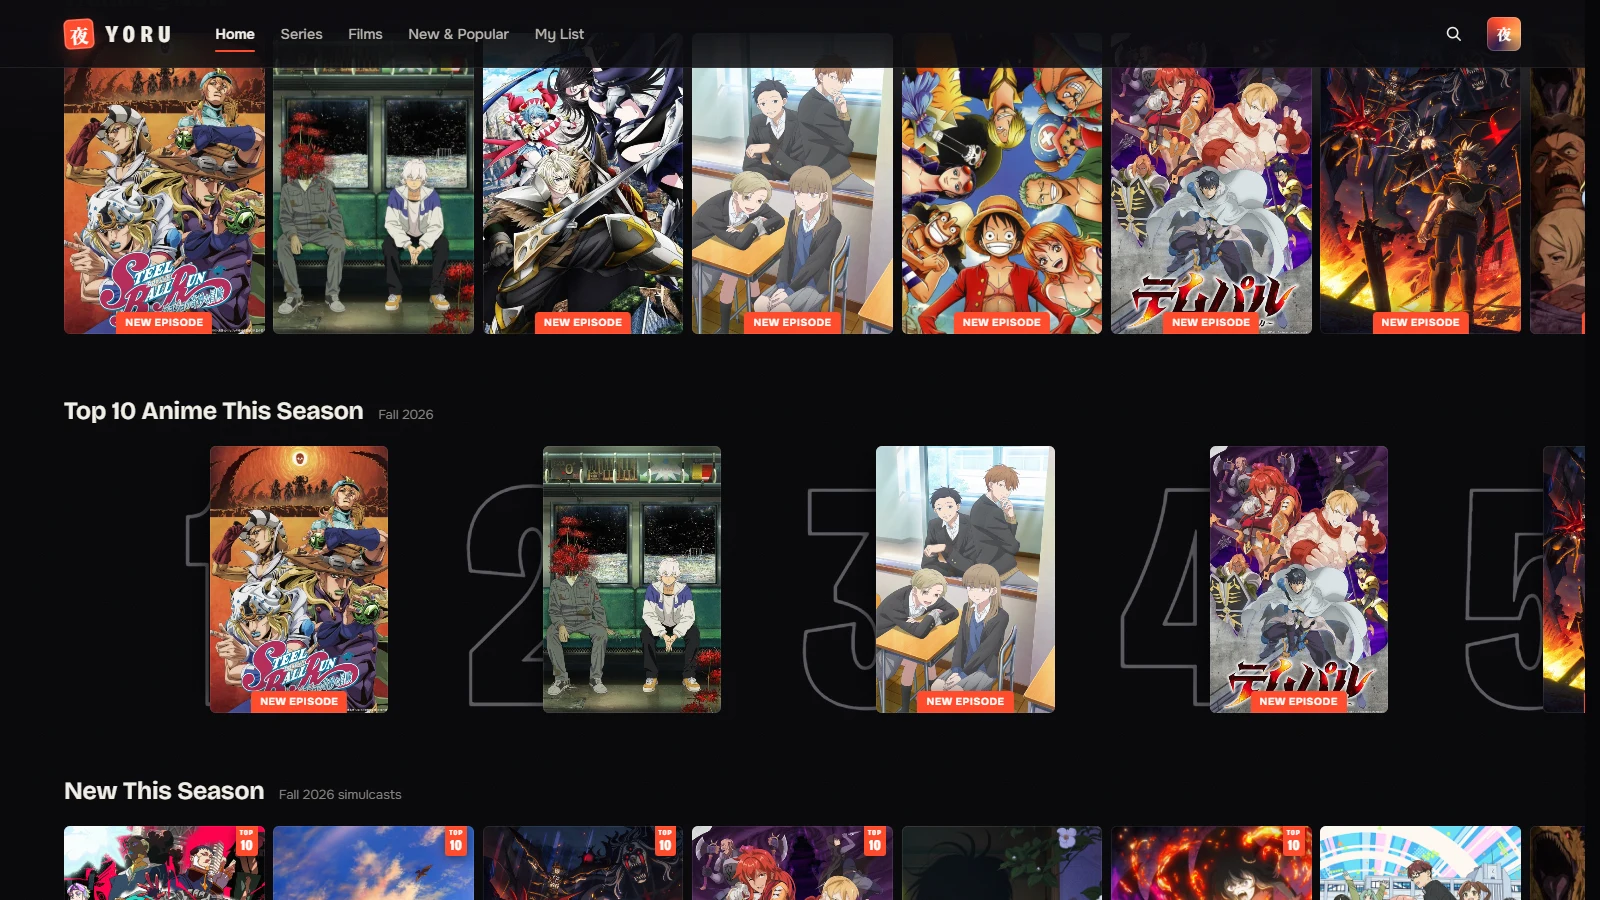 夜 YORU Home Series Films New & Popular My List 夜
STEEL
BALL RUN
テムパル
NEW EPISODE NEW EPISODE NEW EPISODE NEW EPISODE NEW EPISODE NEW EPISODE
Top 10 Anime This Season Fall 2026
1 2 3 4 5
STEEL
BALL RUN
テムパル
NEW EPISODE NEW EPISODE NEW EPISODE
New This Season Fall 2026 simulcasts
TOP TOP TOP TOP TOP
10 10 10 10 10